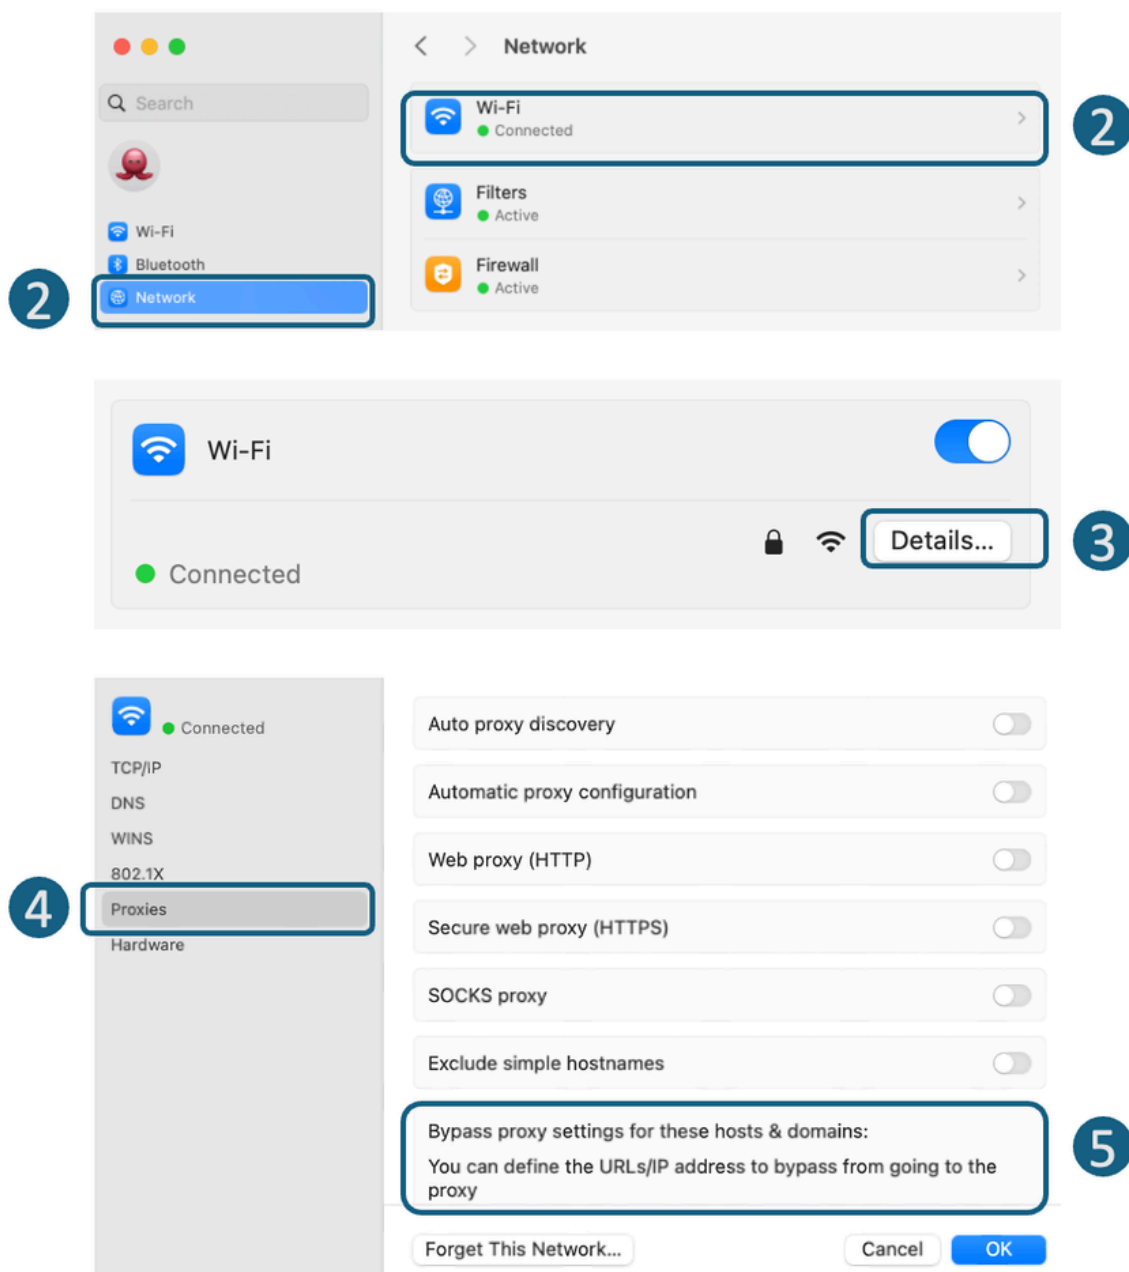 Network
Search
Wi-Fi
Connected
2
Filters
Active
Wi-Fi
Bluetooth
Firewall
Active
2
Network
Wi-Fi
Details...
3
Connected
Connected
Auto proxy discovery
TCP/IP
Automatic proxy configuration
DNS
WINS
Web proxy (HTTP)
802.1X
4
Proxies
Secure web proxy (HTTPS)
Hardware
SOCKS proxy
Exclude simple hostnames
Bypass proxy settings for these hosts & domains:
5
You can define the URLs/IP address to bypass from going to the
proxy
Forget This Network...
Cancel
OK